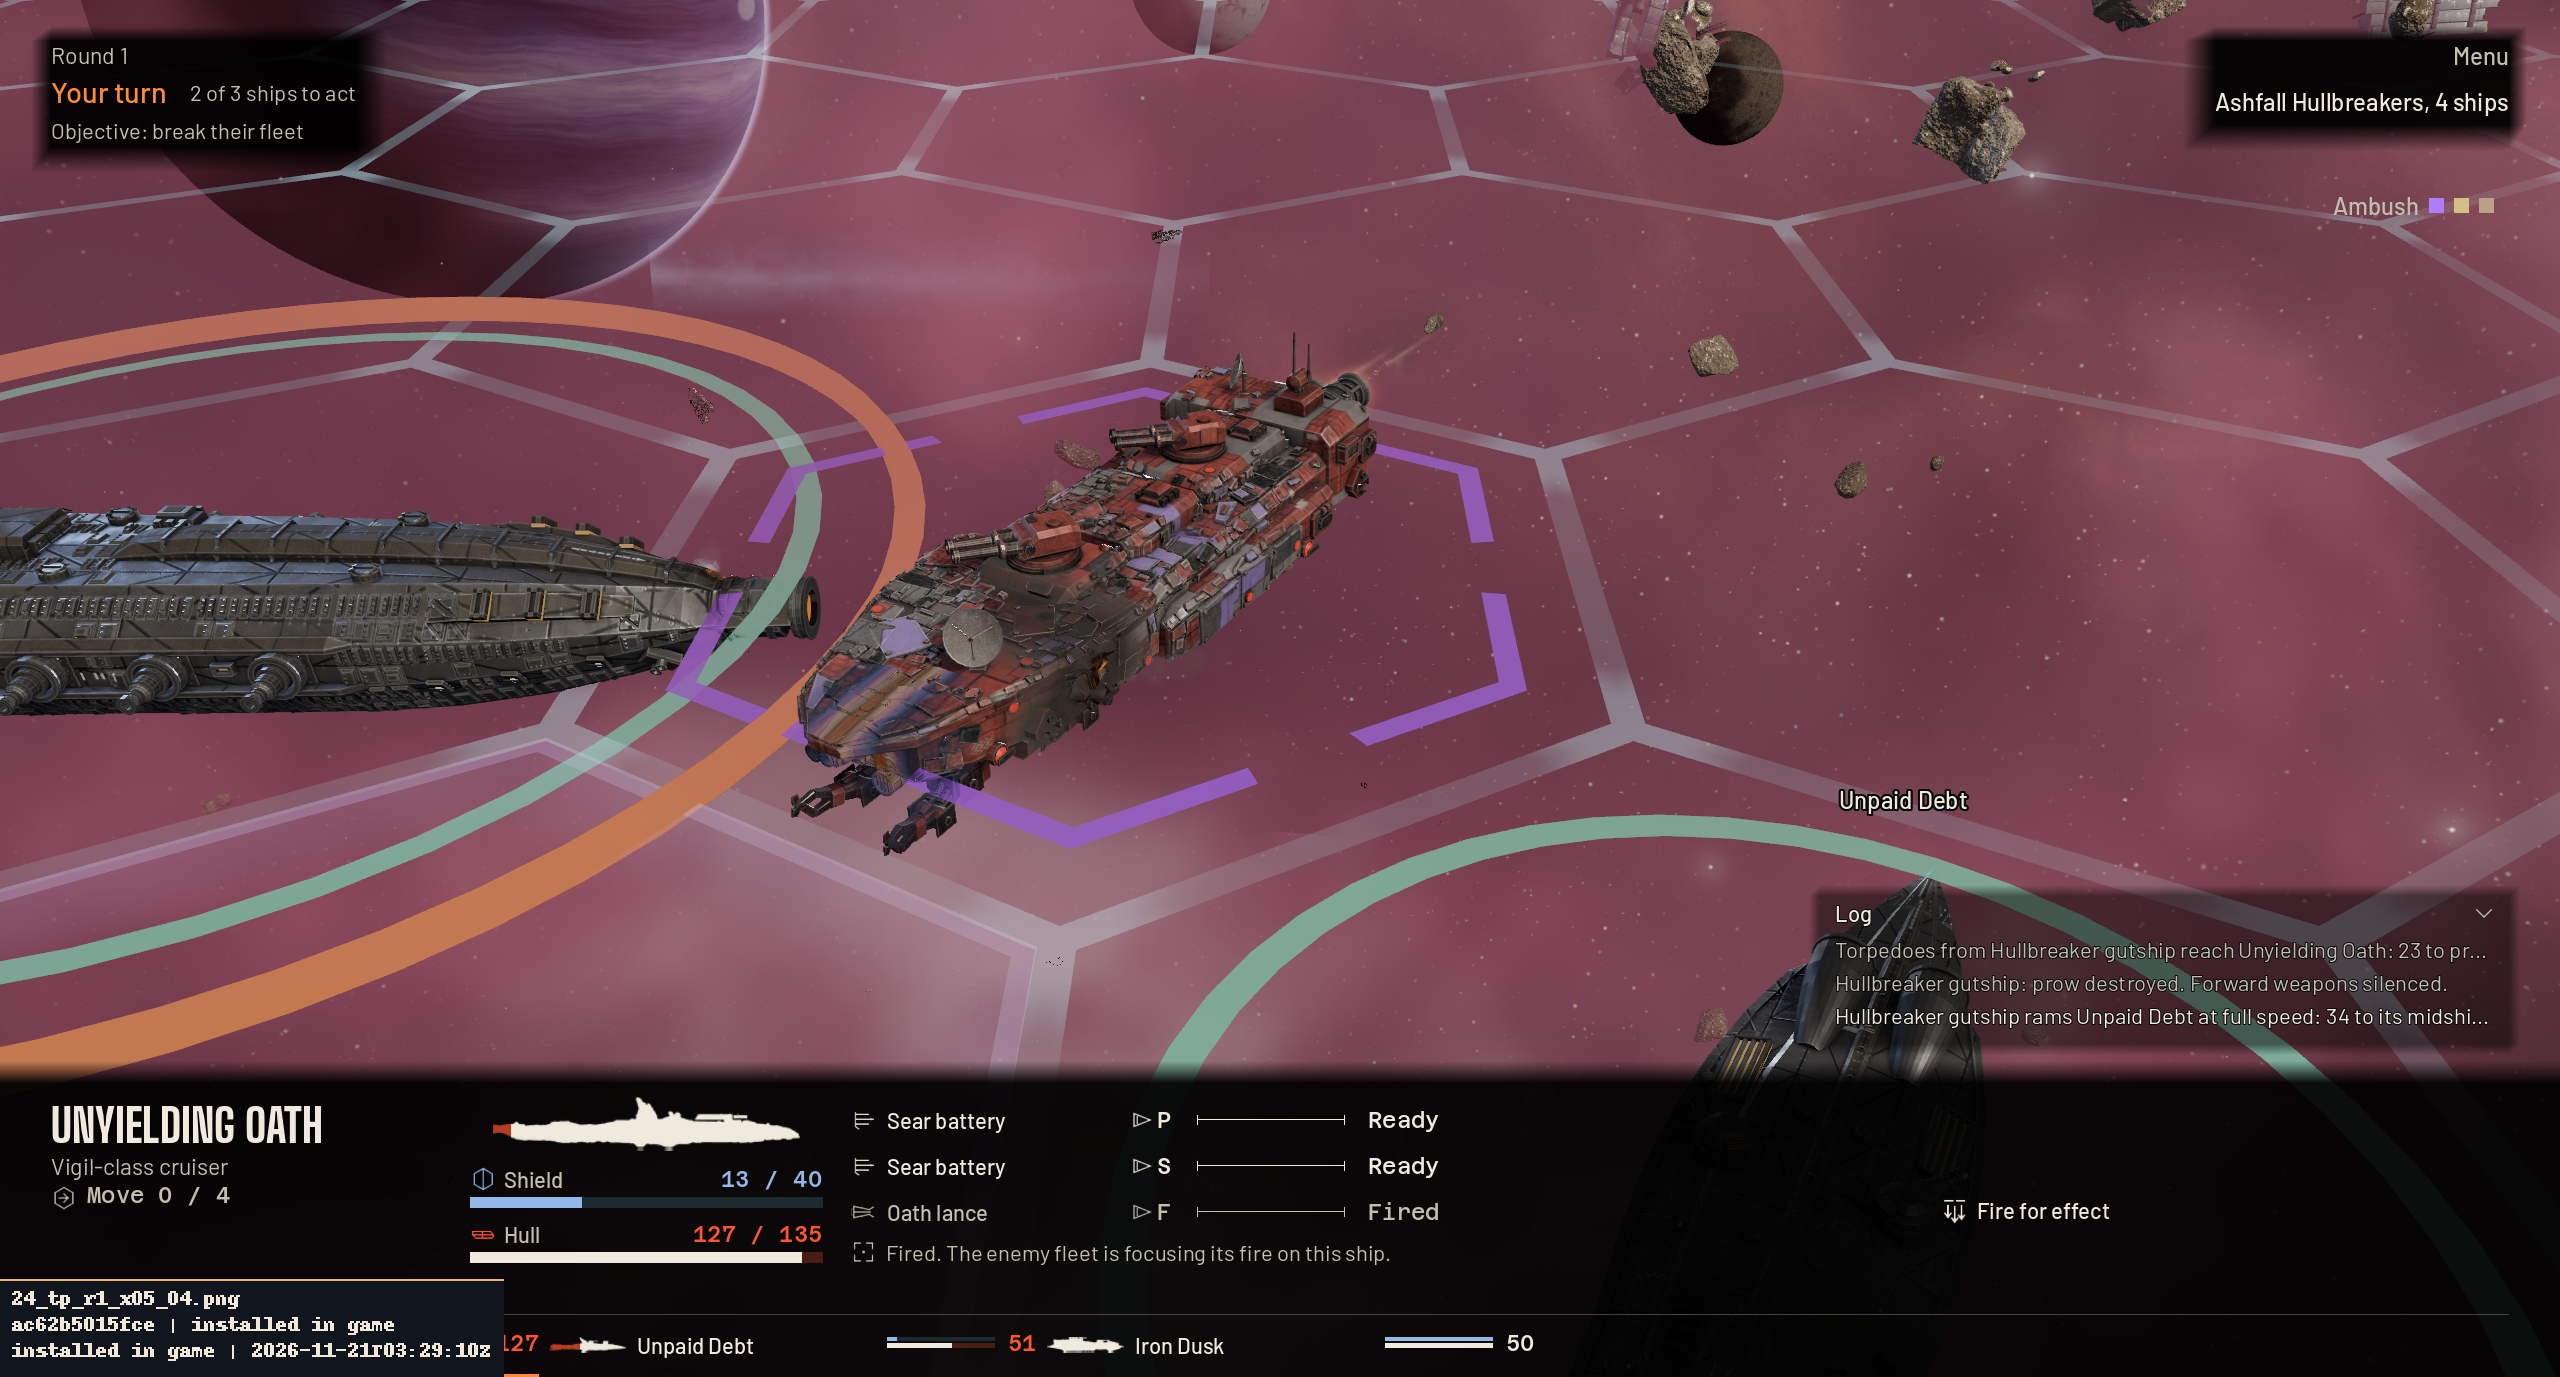 Round 1
Your turn 2 of 3 ships to act
Objective: break their fleet
Menu
Ashfall Hullbreakers, 4 ships
Ambush
Unpaid Debt
Log
Torpedoes from Hullbreaker gutship reach Unyielding Oath: 23 to pr...
Hullbreaker gutship: prow destroyed. Forward weapons silenced.
Hullbreaker gutship rams Unpaid Debt at full speed: 34 to its midshi...
UNYIELDING OATH
Vigil-class cruiser
Move 0 / 4
Shield 13 / 40
Hull 127 / 135
Sear battery P Ready
Sear battery S Ready
Oath lance F Fired
Fired. The enemy fleet is focusing its fire on this ship.
Fire for effect
24_tp_r1_x05_04.png
ac62b5015fce | installed in game
installed in game | 2026-11-21T03:29:10Z
127 Unpaid Debt 51 Iron Dusk 50